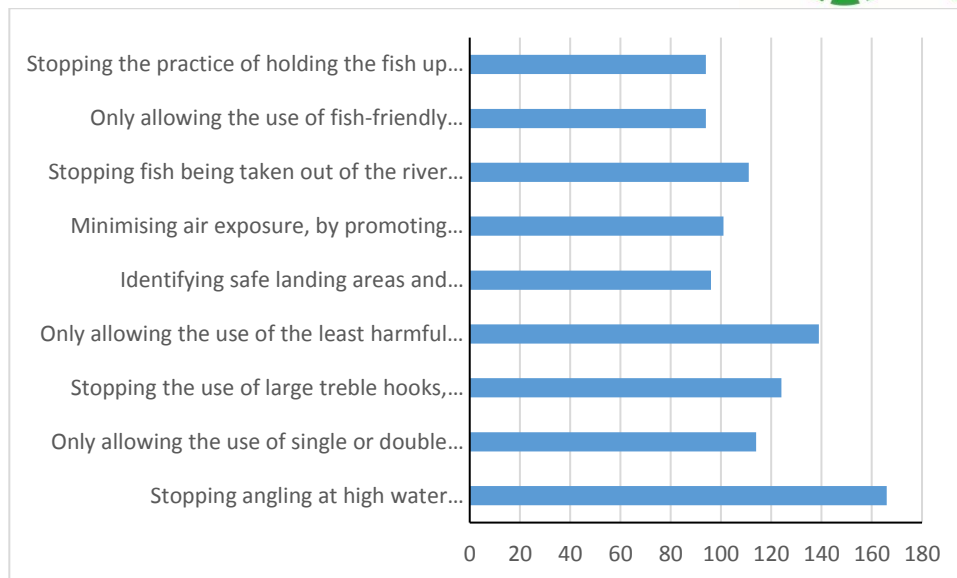 Stopping the practice of holding the fish up...
Only allowing the use of fish-friendly...
Stopping fish being taken out of the river...
Minimising air exposure, by promoting...
Identifying safe landing areas and...
Only allowing the use of the least harmful...
Stopping the use of large treble hooks,...
Only allowing the use of single or double...
Stopping angling at high water...
0 20 40 60 80 100 120 140 160 180